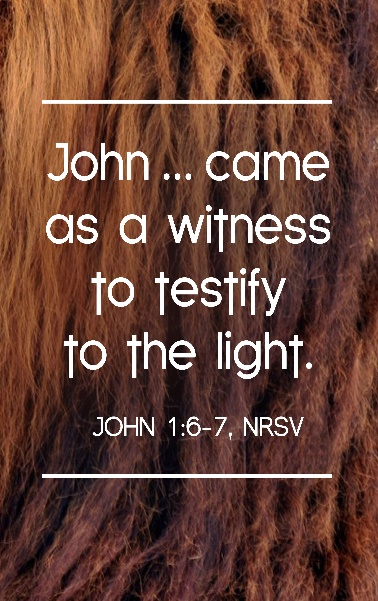 John ... came
as a witness
to testify
to the light.
JOHN 1:6-7, NRSV